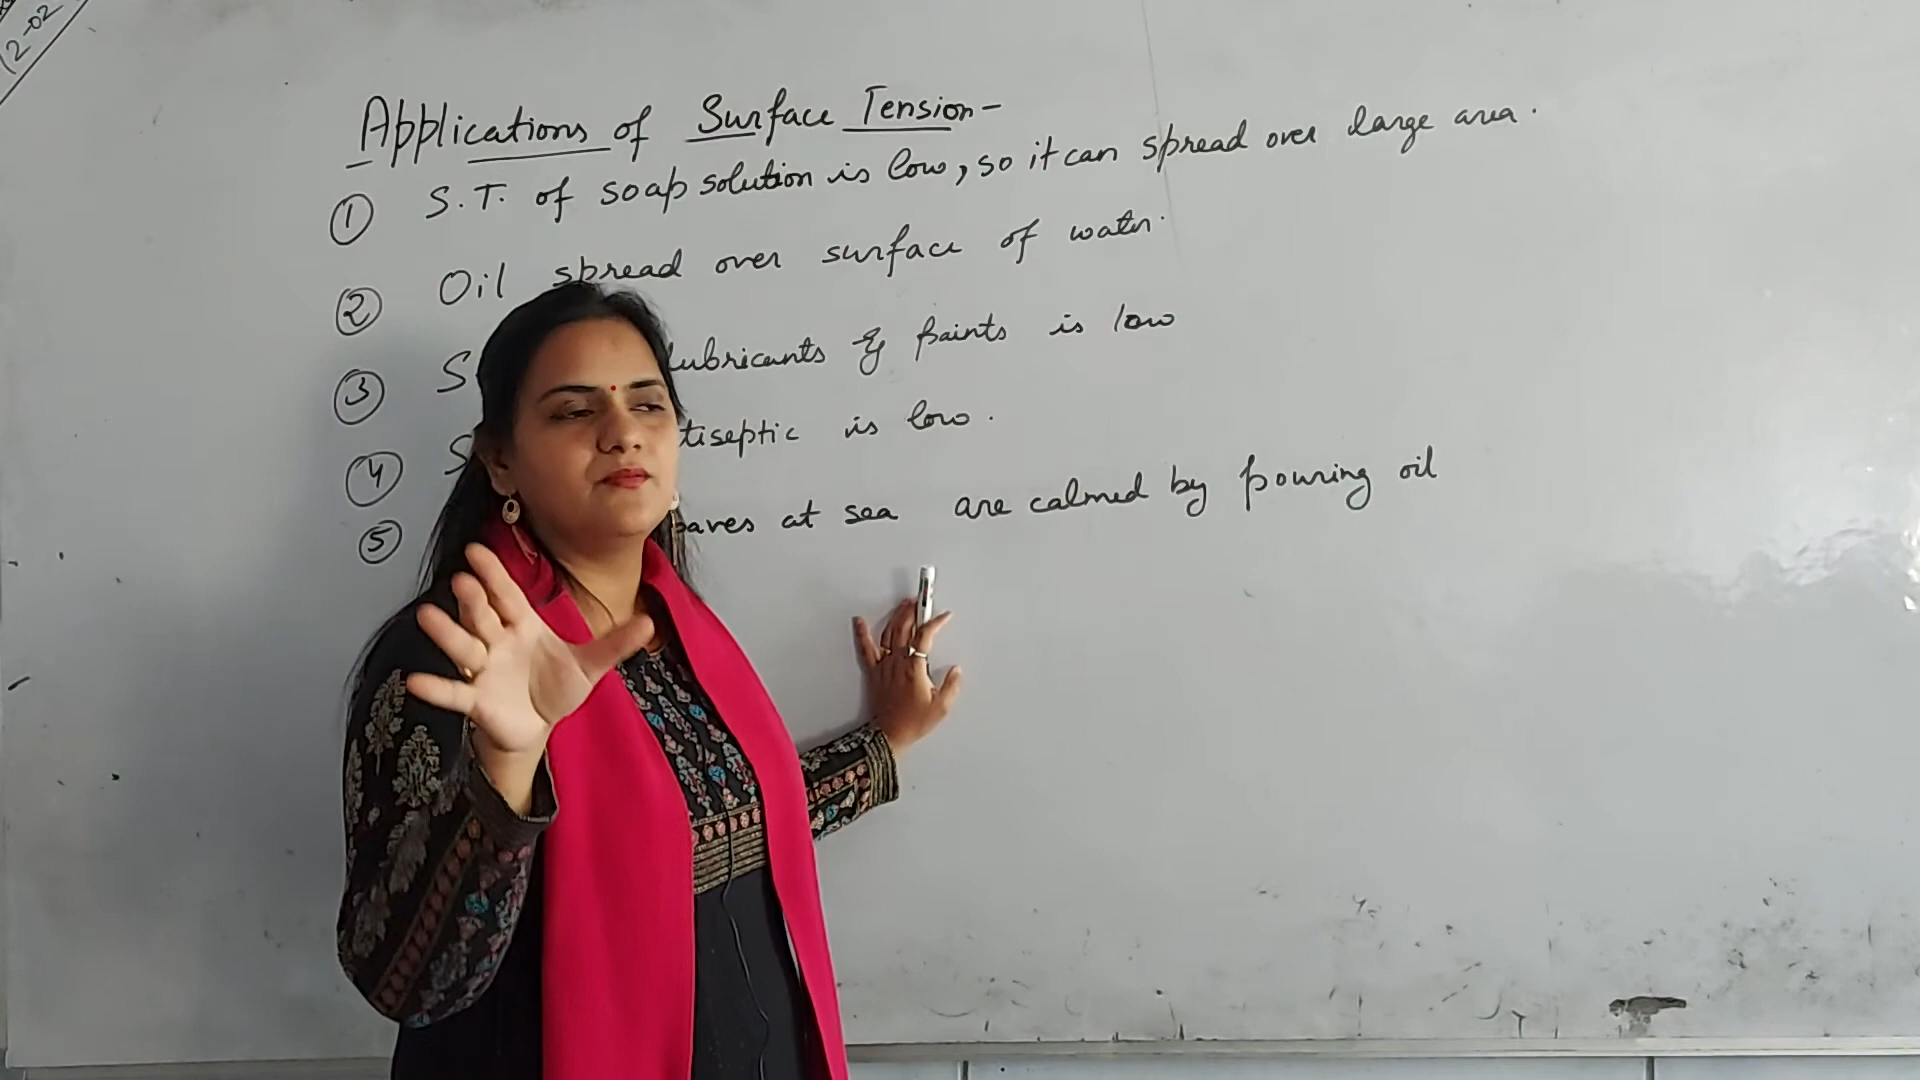 12-02
Applications of Surface Tension-
① S.T. of soap solution is low, so it can spread over large area.
② Oil spread over surface of water.
③ S lubricants & paints is low
④ S tiseptic is low.
⑤ aves at sea are calmed by pouring oil